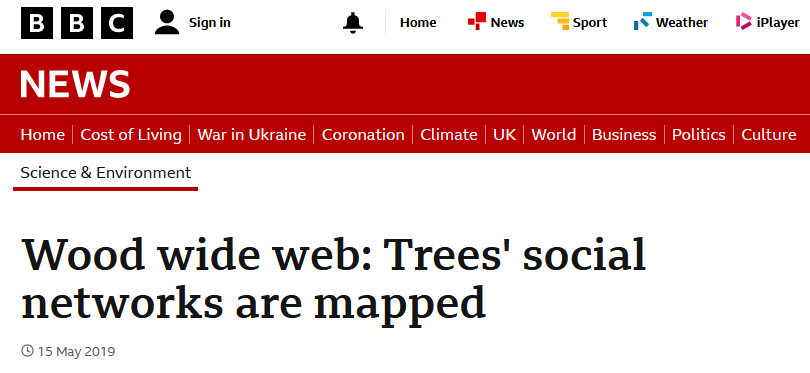 BBC Sign in Home News Sport Weather iPlayer
NEWS
Home Cost of Living War in Ukraine Coronation Climate UK World Business Politics Culture
Science & Environment
Wood wide web: Trees' social
networks are mapped
15 May 2019